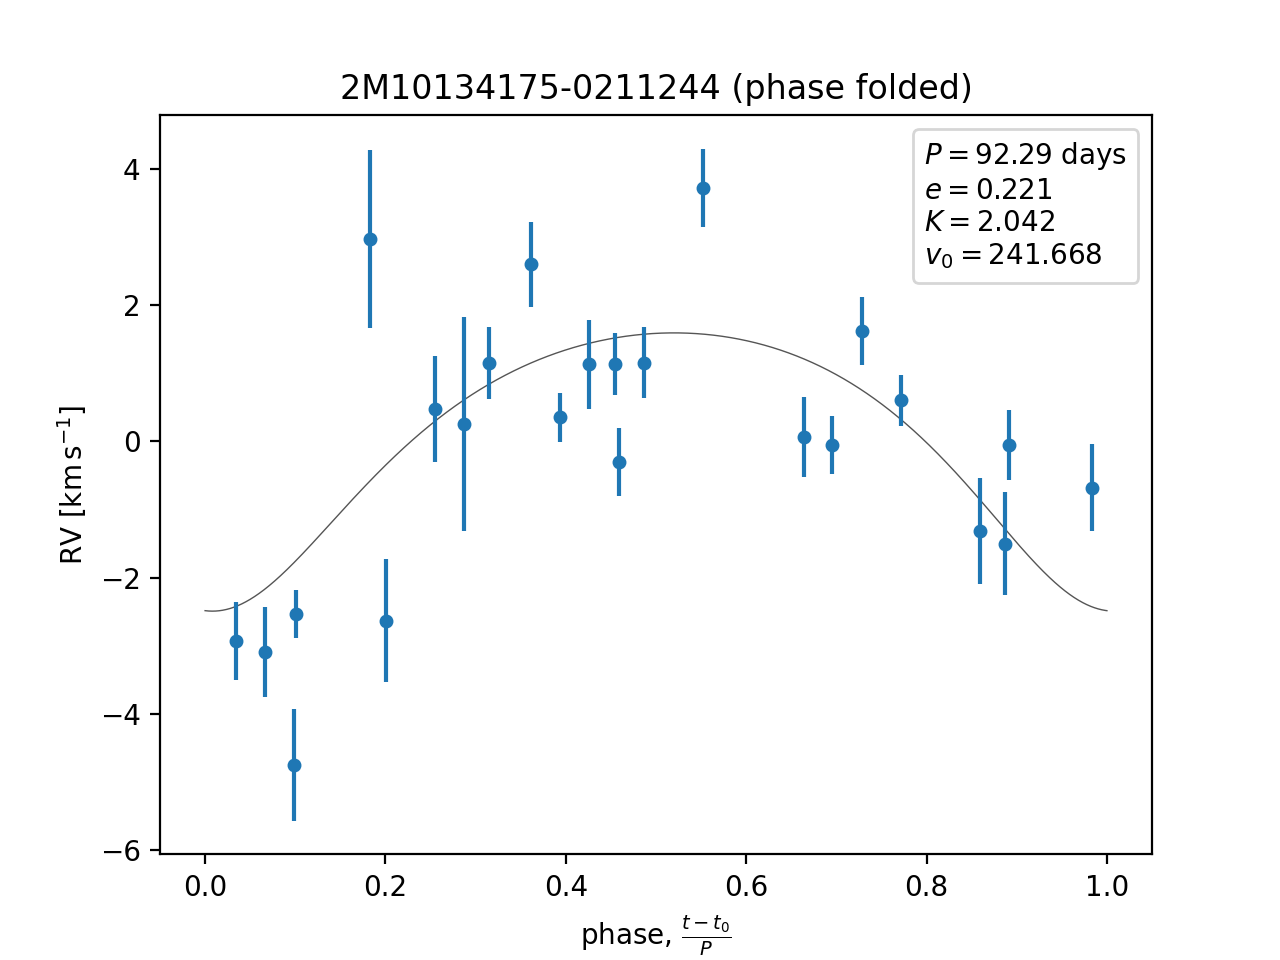 2M10134175-0211244 (phase folded)
P = 92.29 days
e = 0.221
K = 2.042
v₀ = 241.668
4
2
0
−2
−4
−6
RV [km s⁻¹]
0.0 0.2 0.4 0.6 0.8 1.0
phase, (t − t₀)/P